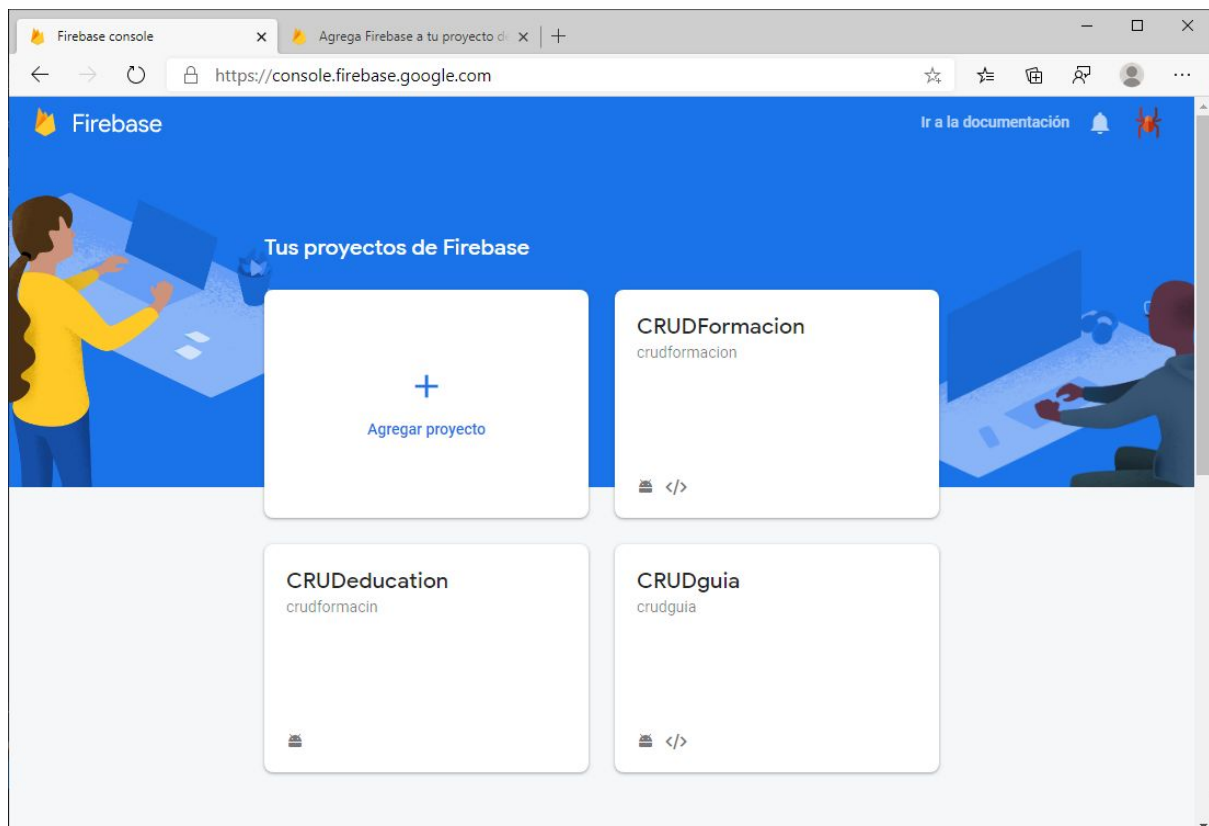 Firebase console
Agrega Firebase a tu proyecto d
https://console.firebase.google.com
Firebase
Ir a la documentación
Tus proyectos de Firebase
Agregar proyecto
CRUDFormacion
crudformacion
CRUDeducation
crudformacin
CRUDguia
crudguia